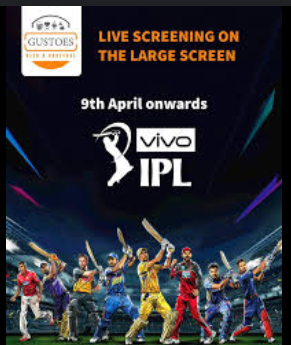 GUSTOES
LIVE SCREENING ON
THE LARGE SCREEN
9th April onwards
vivo
IPL